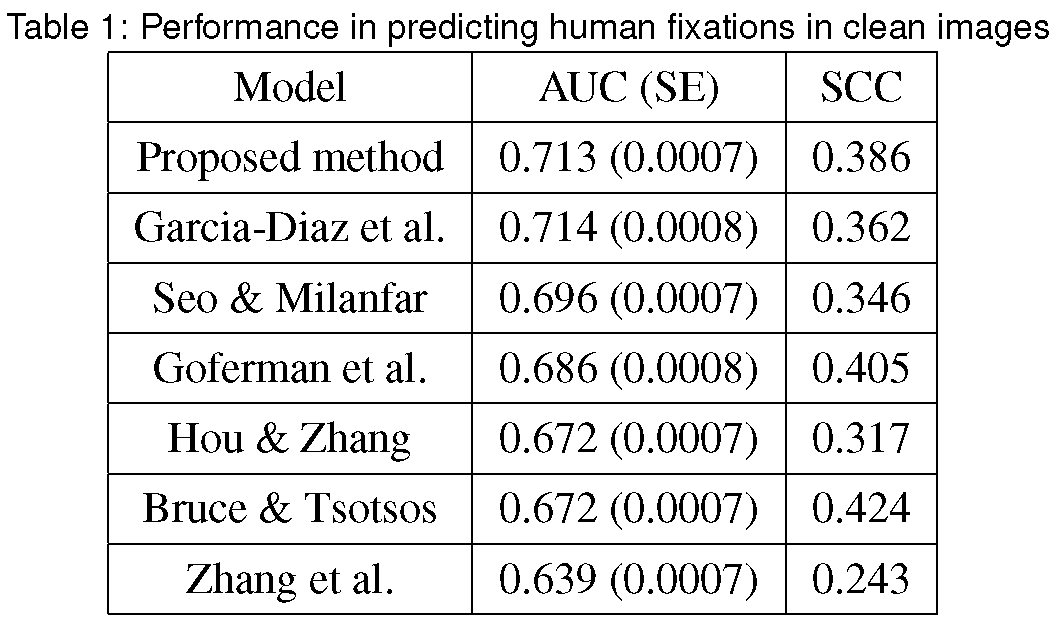 Table 1: Performance in predicting human fixations in clean images
Model AUC (SE) SCC
Proposed method 0.713 (0.0007) 0.386
Garcia-Diaz et al. 0.714 (0.0008) 0.362
Seo & Milanfar 0.696 (0.0007) 0.346
Goferman et al. 0.686 (0.0008) 0.405
Hou & Zhang 0.672 (0.0007) 0.317
Bruce & Tsotsos 0.672 (0.0007) 0.424
Zhang et al. 0.639 (0.0007) 0.243